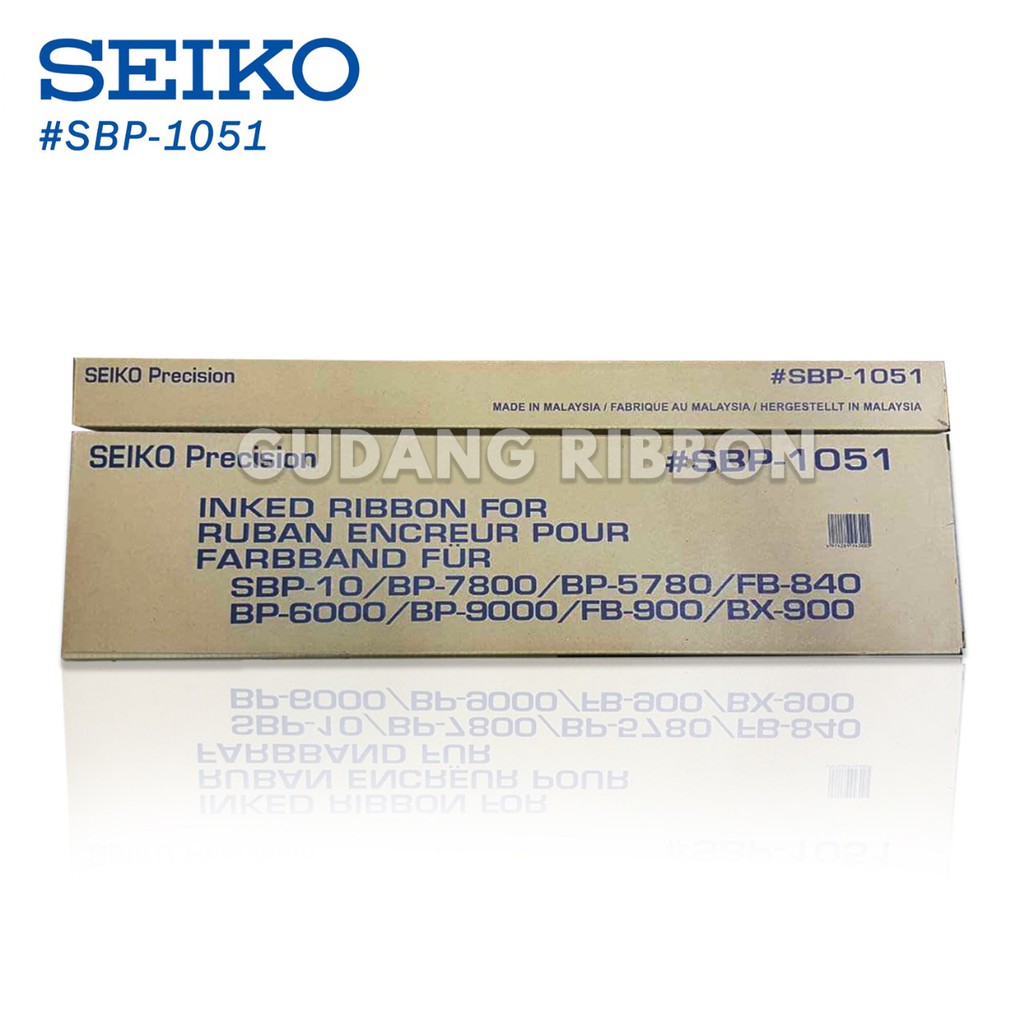 SEIKO
#SBP-1051
SEIKO Precision
#SBP-1051
MADE IN MALAYSIA / FABRIQUE AU MALAYSIA / HERGESTELLT IN MALAYSIA
GUDANG RIBBON
SEIKO Precision
#SBP-1051
INKED RIBBON FOR
RUBAN ENCREUR POUR
FARBBAND FÜR
SBP-10/BP-7800/BP-5780/FB-840
BP-6000/BP-9000/FB-900/BX-900